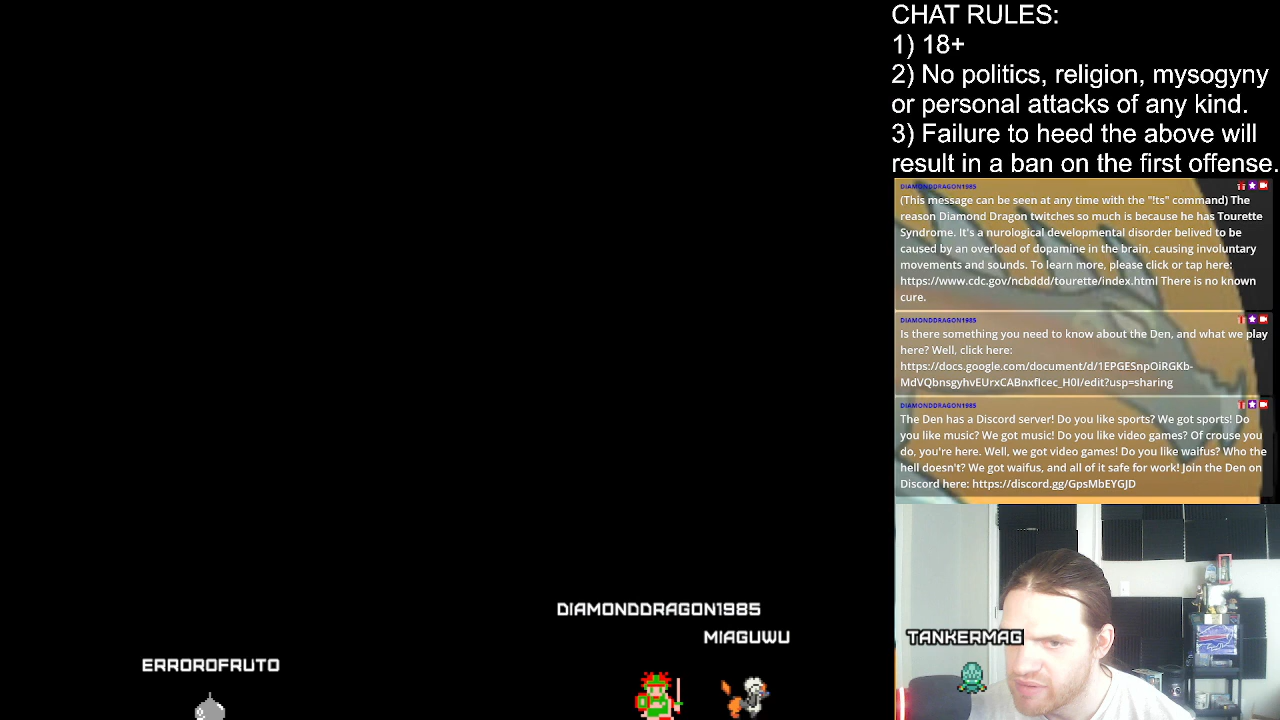 CHAT RULES:
1) 18+
2) No politics, religion, mysogyny
or personal attacks of any kind.
3) Failure to heed the above will
result in a ban on the first offense.
DIAMONDDRAGON1985
(This message can be seen at any time with the "!ts" command) The
reason Diamond Dragon twitches so much is because he has Tourette
Syndrome. It's a nurological developmental disorder belived to be
caused by an overload of dopamine in the brain, causing involuntary
movements and sounds. To learn more, please click or tap here:
https://www.cdc.gov/ncbddd/tourette/index.html There is no known
cure.
DIAMONDDRAGON1985
Is there something you need to know about the Den, and what we play
here? Well, click here:
https://docs.google.com/document/d/1EPGESnpOiRGKb-
MdVQbnsgyhvEUrxCABnxfIcec_H0I/edit?usp=sharing
DIAMONDDRAGON1985
The Den has a Discord server! Do you like sports? We got sports! Do
you like music? We got music! Do you like video games? Of crouse you
do, you're here. Well, we got video games! Do you like waifus? Who the
hell doesn't? We got waifus, and all of it safe for work! Join the Den on
Discord here: https://discord.gg/GpsMbEYGJD
DIAMONDDRAGON1985
MIAGUWU
TANKERMAG
ERROROFRUTO